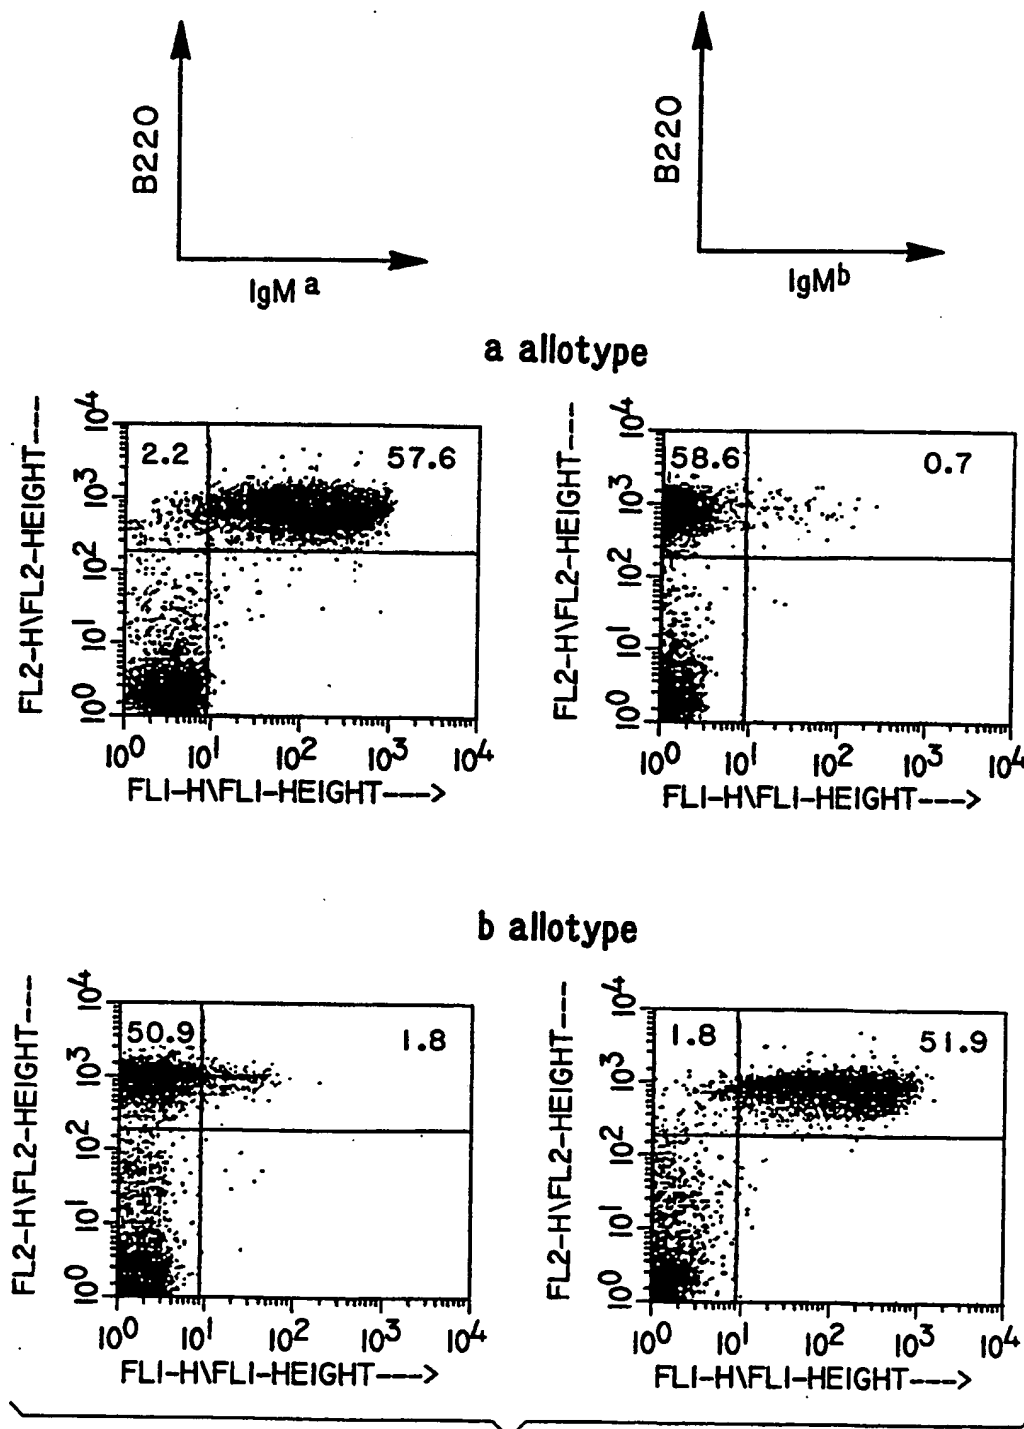 B220
IgM a
B220
IgM b
a allotype
FL2-H\FL2-HEIGHT---
10^4
10^3
10^2
10^1
10^0
2.2
57.6
10^0 10^1 10^2 10^3 10^4
FL1-H\FL1-HEIGHT--->
FL2-H\FL2-HEIGHT---
10^4
10^3
10^2
10^1
10^0
58.6
0.7
10^0 10^1 10^2 10^3 10^4
FL1-H\FL1-HEIGHT--->
b allotype
FL2-H\FL2-HEIGHT---
10^4
10^3
10^2
10^1
10^0
50.9
1.8
10^0 10^1 10^2 10^3 10^4
FL1-H\FL1-HEIGHT--->
FL2-H\FL2-HEIGHT---
10^4
10^3
10^2
10^1
10^0
1.8
51.9
10^0 10^1 10^2 10^3 10^4
FL1-H\FL1-HEIGHT--->